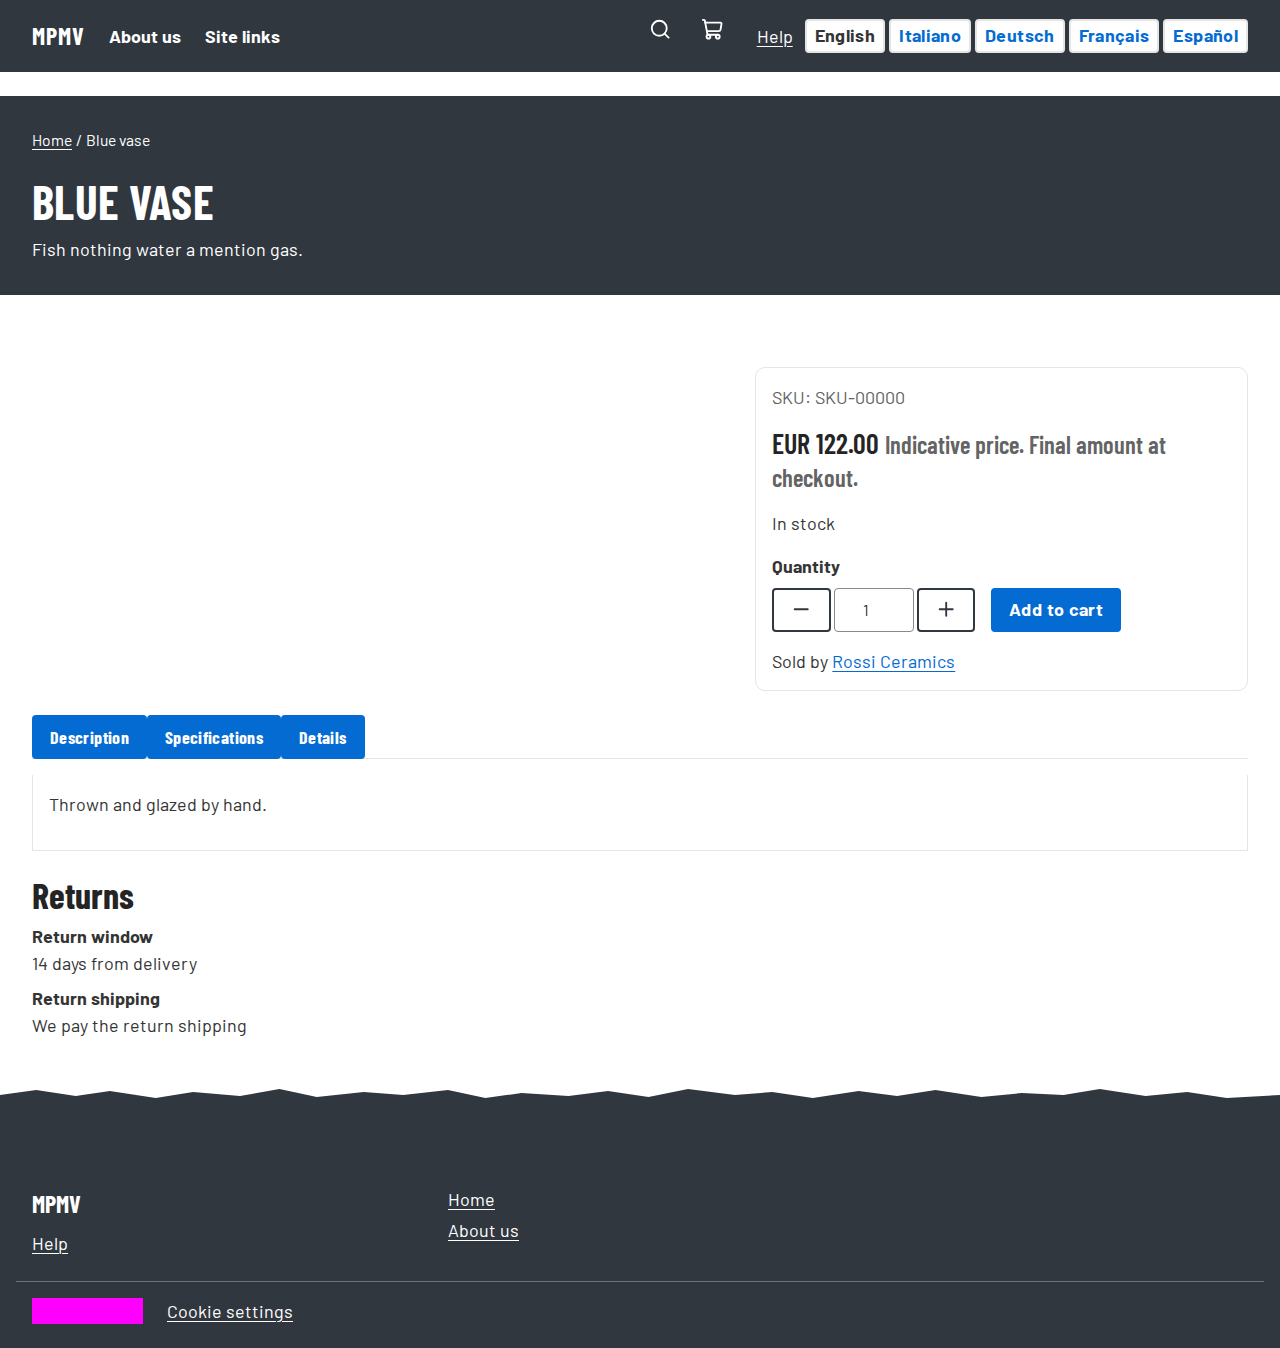 MPMV About us Site links Help English Italiano Deutsch Français Español
Home / Blue vase
BLUE VASE
Fish nothing water a mention gas.
SKU: SKU-00000
EUR 122.00 Indicative price. Final amount at
checkout.
In stock
Quantity
1 Add to cart
Sold by Rossi Ceramics
Description Specifications Details
Thrown and glazed by hand.
Returns
Return window
14 days from delivery
Return shipping
We pay the return shipping
MPMV
Help
Home
About us
Cookie settings